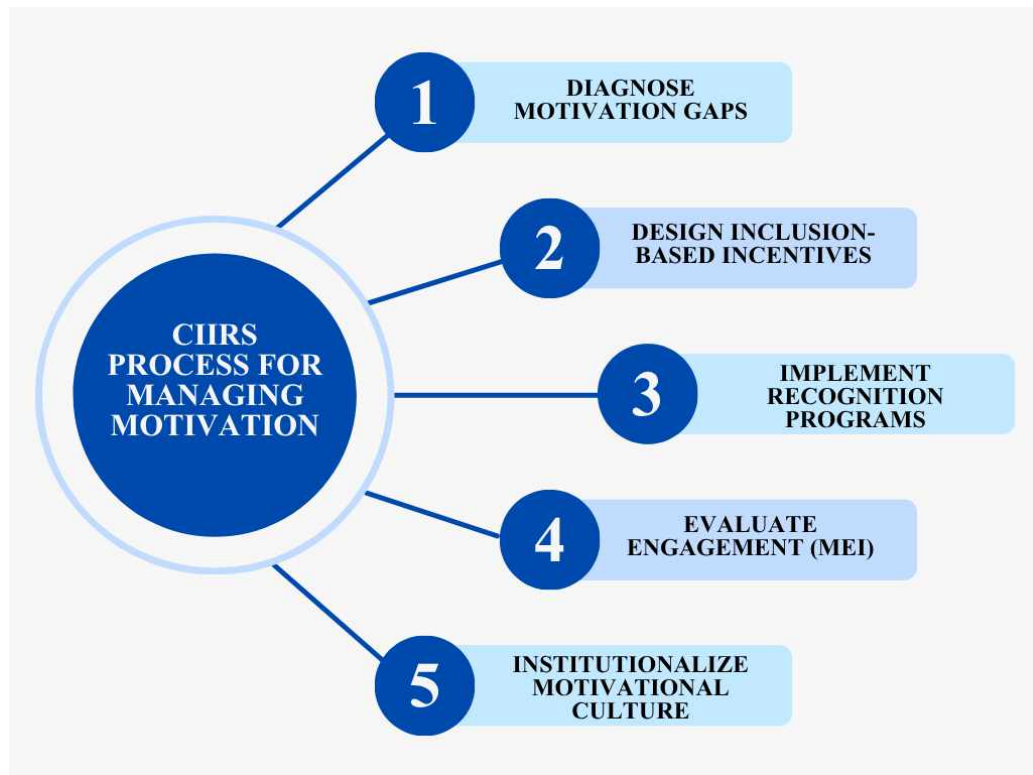 CIIRS
PROCESS FOR
MANAGING
MOTIVATION
1
DIAGNOSE
MOTIVATION GAPS
2
DESIGN INCLUSION-
BASED INCENTIVES
3
IMPLEMENT
RECOGNITION
PROGRAMS
4
EVALUATE
ENGAGEMENT (MEI)
5
INSTITUTIONALIZE
MOTIVATIONAL
CULTURE